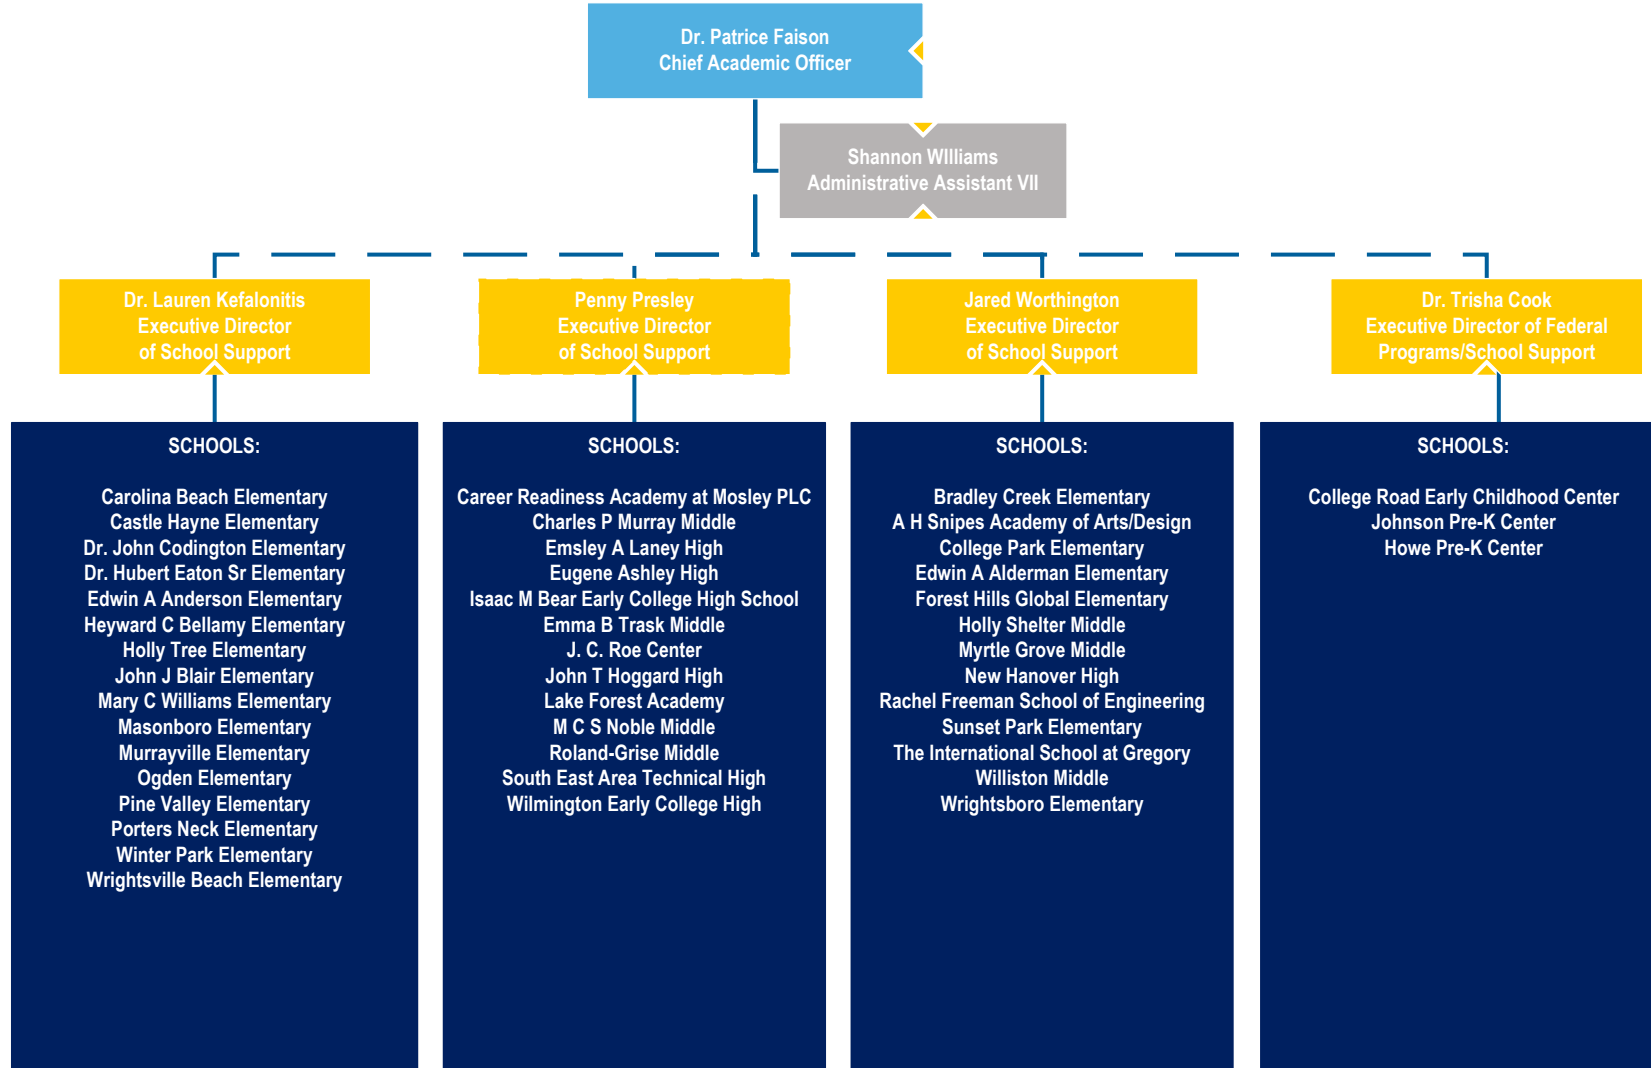 Dr. Patrice Faison
Chief Academic Officer
Shannon WIlliams
Administrative Assistant VII
Dr. Lauren Kefalonitis
Executive Director
of School Support
Penny Presley
Executive Director
of School Support
Jared Worthington
Executive Director
of School Support
Dr. Trisha Cook
Executive Director of Federal
Programs/School Support
SCHOOLS:
Carolina Beach Elementary
Castle Hayne Elementary
Dr. John Codington Elementary
Dr. Hubert Eaton Sr Elementary
Edwin A Anderson Elementary
Heyward C Bellamy Elementary
Holly Tree Elementary
John J Blair Elementary
Mary C Williams Elementary
Masonboro Elementary
Murrayville Elementary
Ogden Elementary
Pine Valley Elementary
Porters Neck Elementary
Winter Park Elementary
Wrightsville Beach Elementary
SCHOOLS:
Career Readiness Academy at Mosley PLC
Charles P Murray Middle
Emsley A Laney High
Eugene Ashley High
Isaac M Bear Early College High School
Emma B Trask Middle
J. C. Roe Center
John T Hoggard High
Lake Forest Academy
M C S Noble Middle
Roland-Grise Middle
South East Area Technical High
Wilmington Early College High
SCHOOLS:
Bradley Creek Elementary
A H Snipes Academy of Arts/Design
College Park Elementary
Edwin A Alderman Elementary
Forest Hills Global Elementary
Holly Shelter Middle
Myrtle Grove Middle
New Hanover High
Rachel Freeman School of Engineering
Sunset Park Elementary
The International School at Gregory
Williston Middle
Wrightsboro Elementary
SCHOOLS:
College Road Early Childhood Center
Johnson Pre-K Center
Howe Pre-K Center